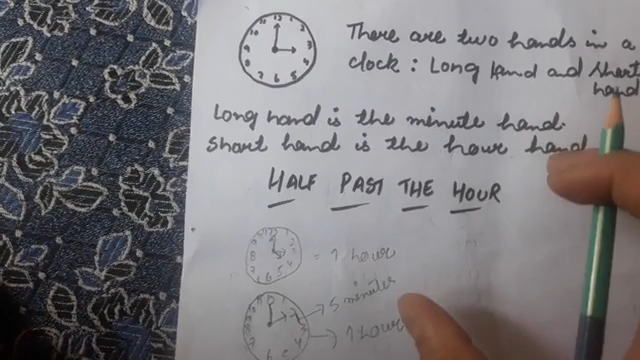 There are two hands in a
clock : Long hand and short
hand
Long hand is the minute hand.
Short hand is the hour hand
HALF PAST THE HOUR
= 1 hour
5 minutes
1 hour